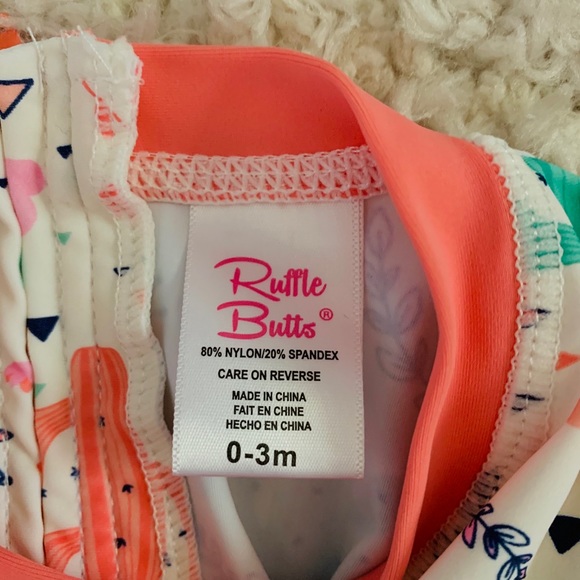 Ruffle
Butts®
80% NYLON/20% SPANDEX
CARE ON REVERSE
MADE IN CHINA
FAIT EN CHINE
HECHO EN CHINA
0-3m